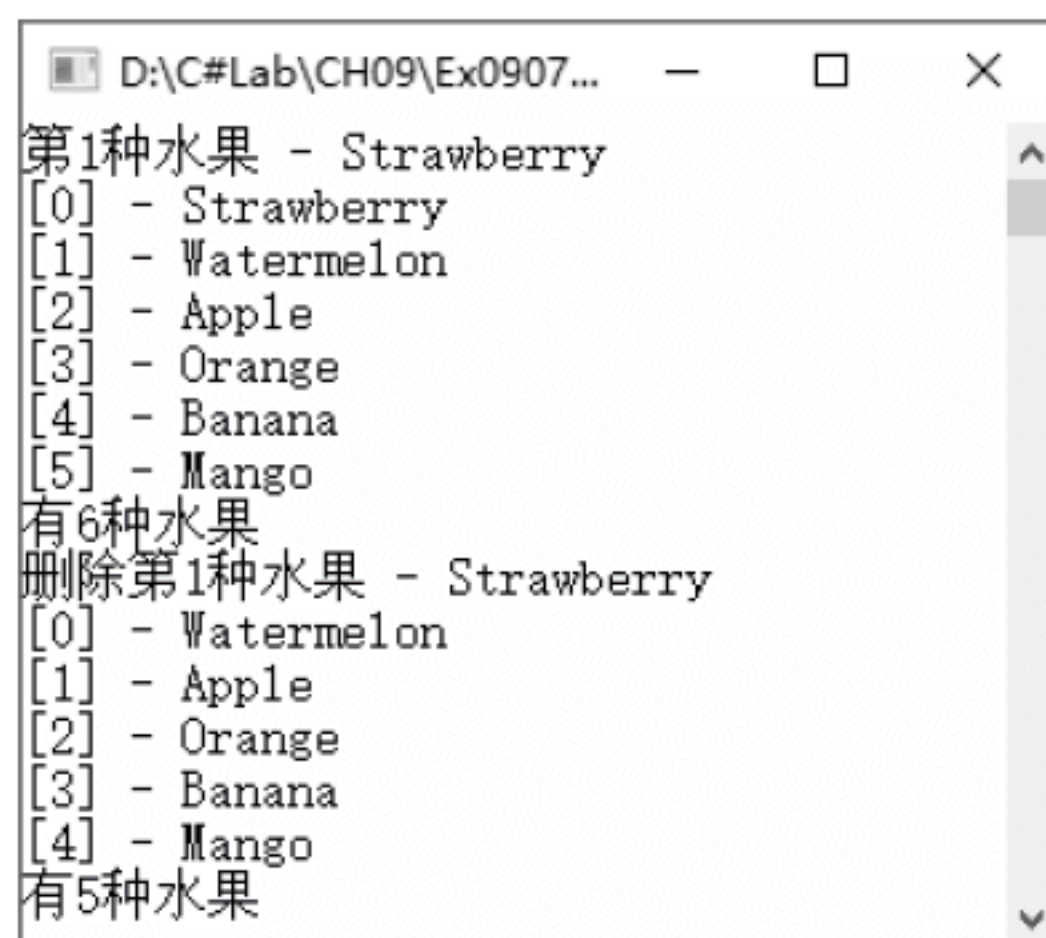 D:\C#Lab\CH09\Ex0907...
第1种水果 - Strawberry
[0] - Strawberry
[1] - Watermelon
[2] - Apple
[3] - Orange
[4] - Banana
[5] - Mango
有6种水果
删除第1种水果 - Strawberry
[0] - Watermelon
[1] - Apple
[2] - Orange
[3] - Banana
[4] - Mango
有5种水果